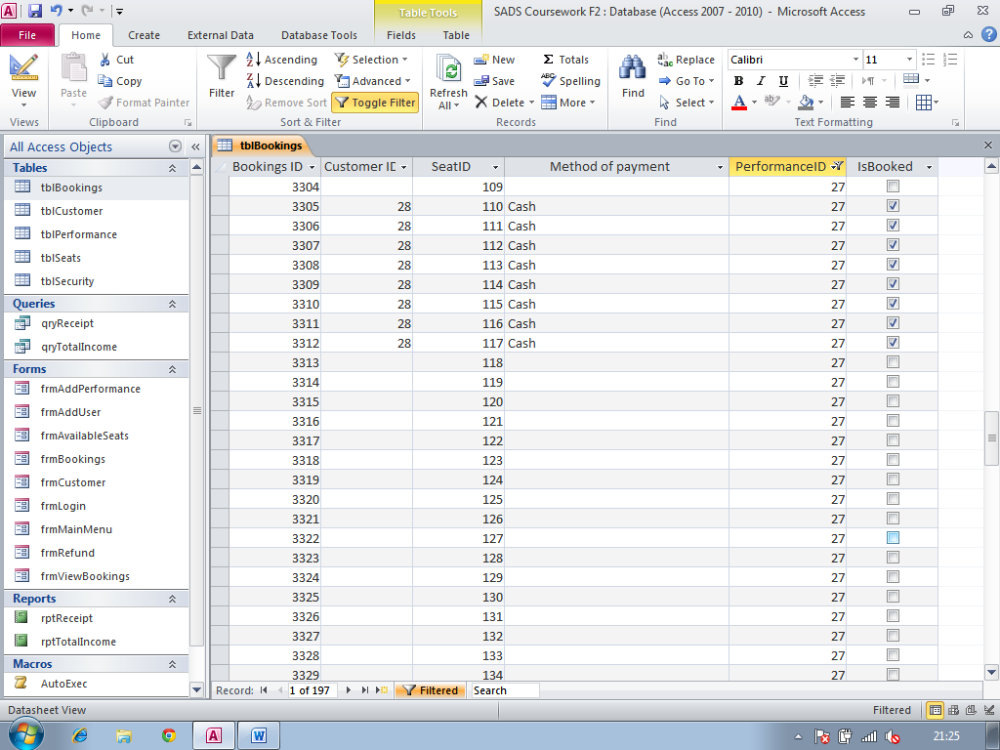 Table Tools
SADS Coursework F2 : Database (Access 2007 - 2010) - Microsoft Access
File Home Create External Data Database Tools Fields Table
View
Views
Paste
Cut
Copy
Format Painter
Clipboard
Filter
Ascending
Descending
Remove Sort
Selection
Advanced
Toggle Filter
Sort & Filter
Refresh
All
New
Save
Delete
Totals
Spelling
More
Records
Find
Replace
Go To
Select
Find
Calibri 11
B I U
Text Formatting
All Access Objects
Tables
tblBookings
tblCustomer
tblPerformance
tblSeats
tblSecurity
Queries
qryReceipt
qryTotalIncome
Forms
frmAddPerformance
frmAddUser
frmAvailableSeats
frmBookings
frmCustomer
frmLogin
frmMainMenu
frmRefund
frmViewBookings
Reports
rptReceipt
rptTotalIncome
Macros
AutoExec
tblBookings
Bookings ID Customer ID SeatID Method of payment PerformanceID IsBooked
3304 109 27
3305 28 110 Cash 27
3306 28 111 Cash 27
3307 28 112 Cash 27
3308 28 113 Cash 27
3309 28 114 Cash 27
3310 28 115 Cash 27
3311 28 116 Cash 27
3312 28 117 Cash 27
3313 118 27
3314 119 27
3315 120 27
3316 121 27
3317 122 27
3318 123 27
3319 124 27
3320 125 27
3321 126 27
3322 127 27
3323 128 27
3324 129 27
3325 130 27
3326 131 27
3327 132 27
3328 133 27
3329 134 27
Record: 1 of 197 Filtered Search
Datasheet View Filtered
21:25